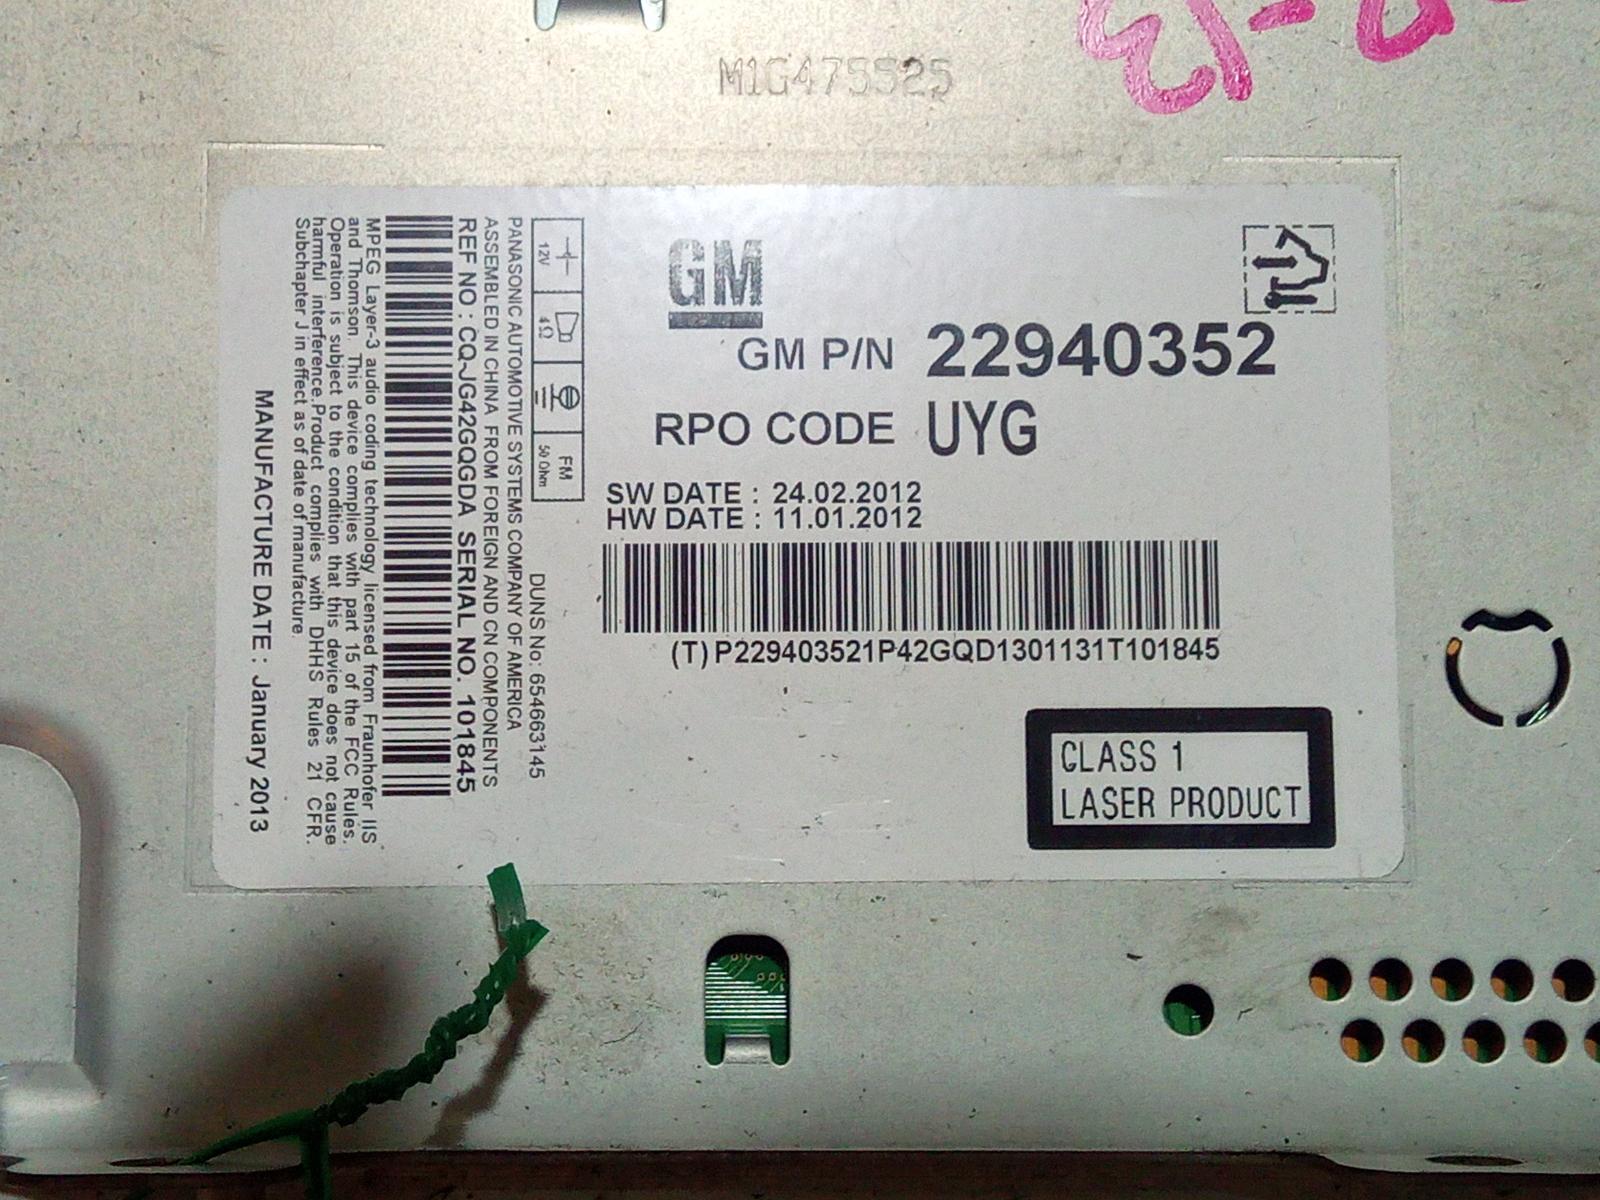 M1G475525
GM
GM P/N 22940352
RPO CODE UYG
SW DATE : 24.02.2012
HW DATE : 11.01.2012
(T) P229403521P42GQD1301131T101845
CLASS 1
LASER PRODUCT
12V
4Ω
FM
50 Ohm
DUNS No: 654663145
PANASONIC AUTOMOTIVE SYSTEMS COMPANY OF AMERICA
ASSEMBLED IN CHINA FROM FOREIGN AND CN COMPONENTS
REF NO : CQ-JG42GQGDA SERIAL NO. 101845
MPEG Layer-3 audio coding technology licensed from Fraunhofer IIS
and Thomson. This device complies with part 15 of the FCC Rules.
Operation is subject to the condition that this device does not cause
harmful interference.Product complies with DHHS Rules 21 CFR.
Subchapter J in effect as of date of manufacture.
MANUFACTURE DATE : January 2013